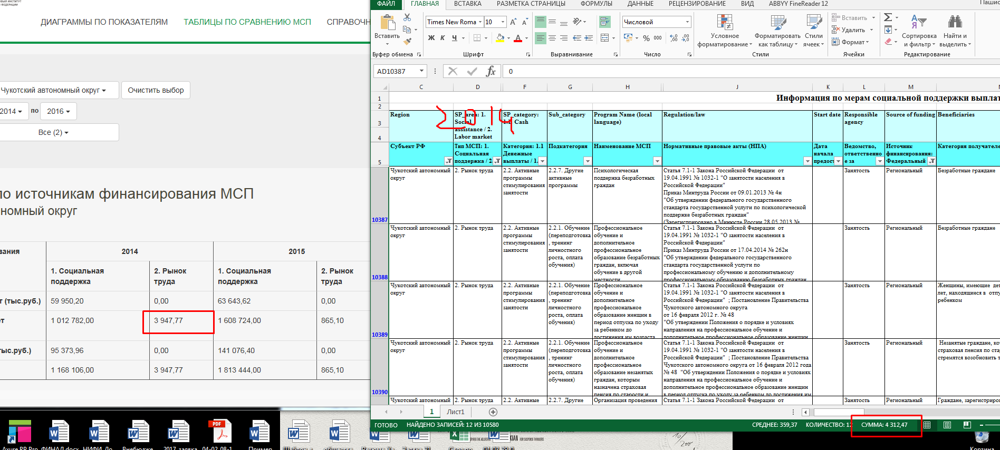 ДИАГРАММЫ ПО ПОКАЗАТЕЛЯМ ТАБЛИЦЫ ПО СРАВНЕНИЮ МСП СПРАВОЧН
Чукотский автономный округ Очистить выбор
2014 по 2016
Все (2)
по источникам финансирования МСП
номный округ
вания 2014 2015
1. Социальная поддержка 2. Рынок труда 1. Социальная поддержка 2. Рынок труда
т (тыс.руб.) 59 950,20 0,00 63 643,62 0,00
ет 1 012 782,00 3 947,77 1 608 724,00 865,10
тыс.руб.) 95 373,96 0,00 141 076,40 0,00
1 168 106,00 3 947,77 1 813 444,00 865,10
ФАЙЛ ГЛАВНАЯ ВСТАВКА РАЗМЕТКА СТРАНИЦЫ ФОРМУЛЫ ДАННЫЕ РЕЦЕНЗИРОВАНИЕ ВИД ABBYY FineReader 12
Вставить Times New Roma 10 Числовой
Ж К Ч % 000
Условное форматирование Форматировать как таблицу Стили ячеек
Вставить
Удалить
Формат
Сортировка и фильтр Найти и выделить
Буфер обмена Шрифт Выравнивание Число Стили Ячейки Редактирование
AD10387 fx 0
C D F G H J K L M
1 Информация по мерам социальной поддержки выплат
2
2014
3 Region SP_area: 1. Social assistance / 2. Labor market SP_category: Cash Sub_category Program Name (local language) Regulation/law Start date Responsible agency Source of funding Beneficiaries
4
5 Субъект РФ Тип МСП: 1. Социальная поддержка / 2. Категория: 1.1 Денежные выплаты / 1. Подкатегория Наименование МСП Нормативные правовые акты (НПА) Дата начала предост Ведомство, ответственное за Источник финансирования: Федеральный Категория получателе
10387 Чукотский автономный округ 2. Рынок труда 2.2. Активные программы стимулирования занятости 2.2.7. Другие активные программы Психологическая поддержка безработных граждан Статья 7.1-1 Закона Российской Федерации от 19.04.1991 № 1032-1 "О занятости населения в Российской Федерации" Приказ Минтруда России от 09.01.2013 № 4н "Об утверждении федерального государственного стандарта государственной услуги по психологической поддержке безработных граждан" (Зарегистрировано в Минюсте России 28.05.2013 № Занятость Региональный Безработные граждане
10388 Чукотский автономный округ 2. Рынок труда 2.2. Активные программы стимулирования занятости 2.2.1. Обучение (переподготовка, тренинг личностного роста, оплата обучения) Профессиональное обучение и дополнительное профессиональное образование безработных граждан, включая обучение в другой местности Статья 7.1-1 Закона Российской Федерации от 19.04.1991 № 1032-1 "О занятости населения в Российской Федерации" Приказ Минтруда России от 17.04.2014 № 262н "Об утверждении федерального государственного стандарта государственной услуги по профессиональному обучению и дополнительному профессиональному образованию безработных граждан, Занятость Региональный Безработные граждане
10389 Чукотский автономный округ 2. Рынок труда 2.2. Активные программы стимулирования занятости 2.2.1. Обучение (переподготовка, тренинг личностного роста, оплата обучения) Профессиональное обучение и дополнительное профессиональное образование женщин в период отпуска по уходу за ребенком до достижения им возраста Статья 7.1-1 Закона Российской Федерации от 19.04.1991 № 1032-1 "О занятости населения в Российской Федерации" ; Постановление Правительства Чукотского автономного округа от 16 февраля 2012 г. № 48 "Об утверждении Положения о порядке и условиях направления на профессиональное обучение и дополнительное профессиональное образование женщин Занятость Региональный Женщины, имеющие дет лет, находящиеся в отпу ребенком
10390 Чукотский автономный округ 2. Рынок труда 2.2. Активные программы стимулирования занятости 2.2.1. Обучение (переподготовка, тренинг личностного роста, оплата обучения) Профессиональное обучение и дополнительное профессиональное образование незанятых граждан, которым назначена страховая пенсия по старости и Статья 7.1-1 Закона Российской Федерации от 19.04.1991 № 1032-1 "О занятости населения в Российской Федерации" ; Постановление Правительства Чукотского автономного округа от 16 февраля 2012 года № 48 "Об утверждении Положения о порядке и условиях направления на профессиональное обучение и дополнительное профессиональное образование женщин в период отпуска по уходу за ребенком до достижения им Занятость Региональный Незанятые граждане, ко страховая пенсия по ста стремятся возобновить т
Чукотский автономный 2. Рынок труда 2.2. Активные 2.2.7. Другие Организация проведения Статья 7.1-1 Закона Российской Федерации от Занятость Региональный Граждане, зарегистриро
1 Лист1
ГОТОВО НАЙДЕНО ЗАПИСЕЙ: 12 ИЗ 10580 СРЕДНЕЕ: 359,37 КОЛИЧЕСТВО: 12 СУММА: 4 312,47
Axure RP Pro ФИНАЛ.docx НИФИ_До Внебюдже 2017_заявка 04-02-08-1 Пример
Корзина